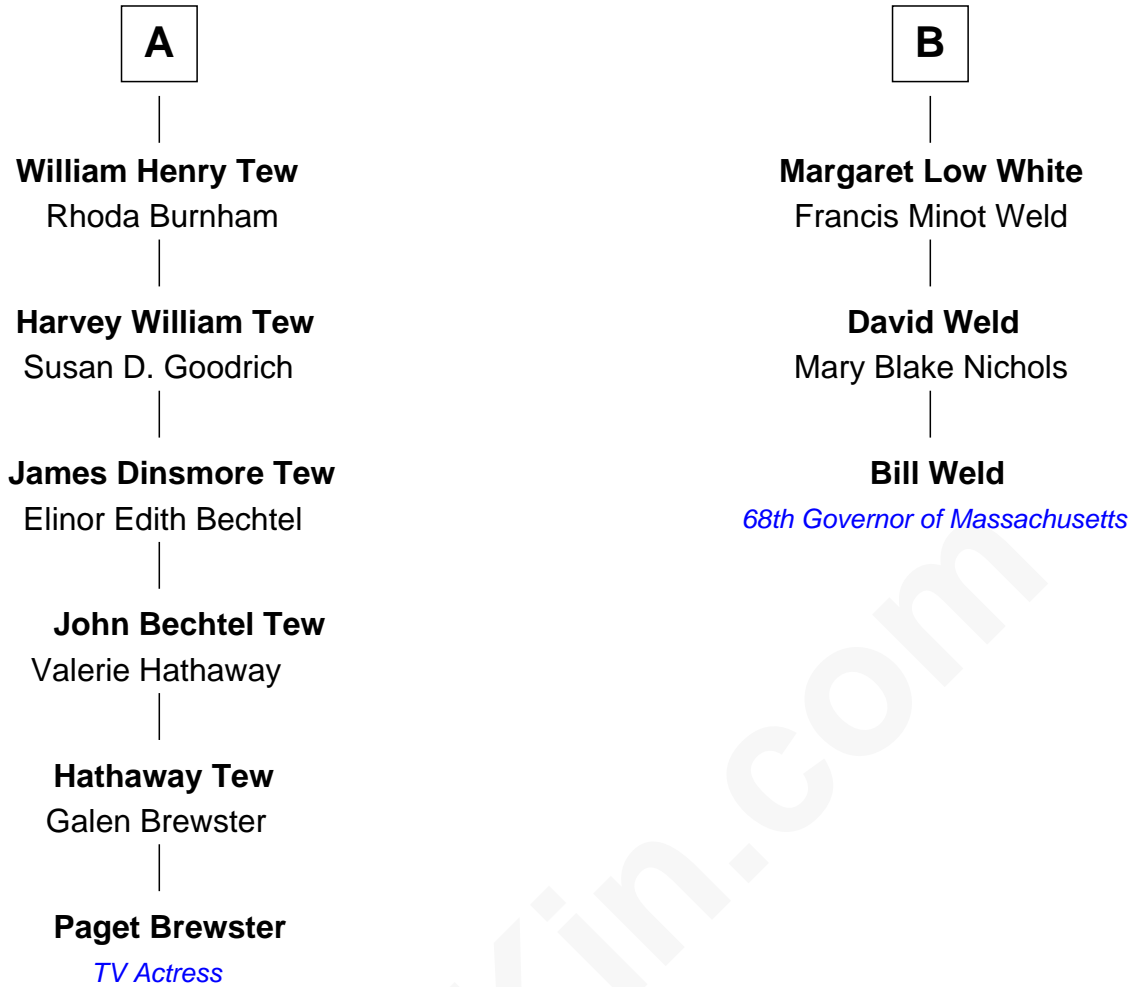 A
William Henry Tew
Rhoda Burnham
Harvey William Tew
Susan D. Goodrich
James Dinsmore Tew
Elinor Edith Bechtel
John Bechtel Tew
Valerie Hathaway
Hathaway Tew
Galen Brewster
Paget Brewster
TV Actress
B
Margaret Low White
Francis Minot Weld
David Weld
Mary Blake Nichols
Bill Weld
68th Governor of Massachusetts
Kin.com